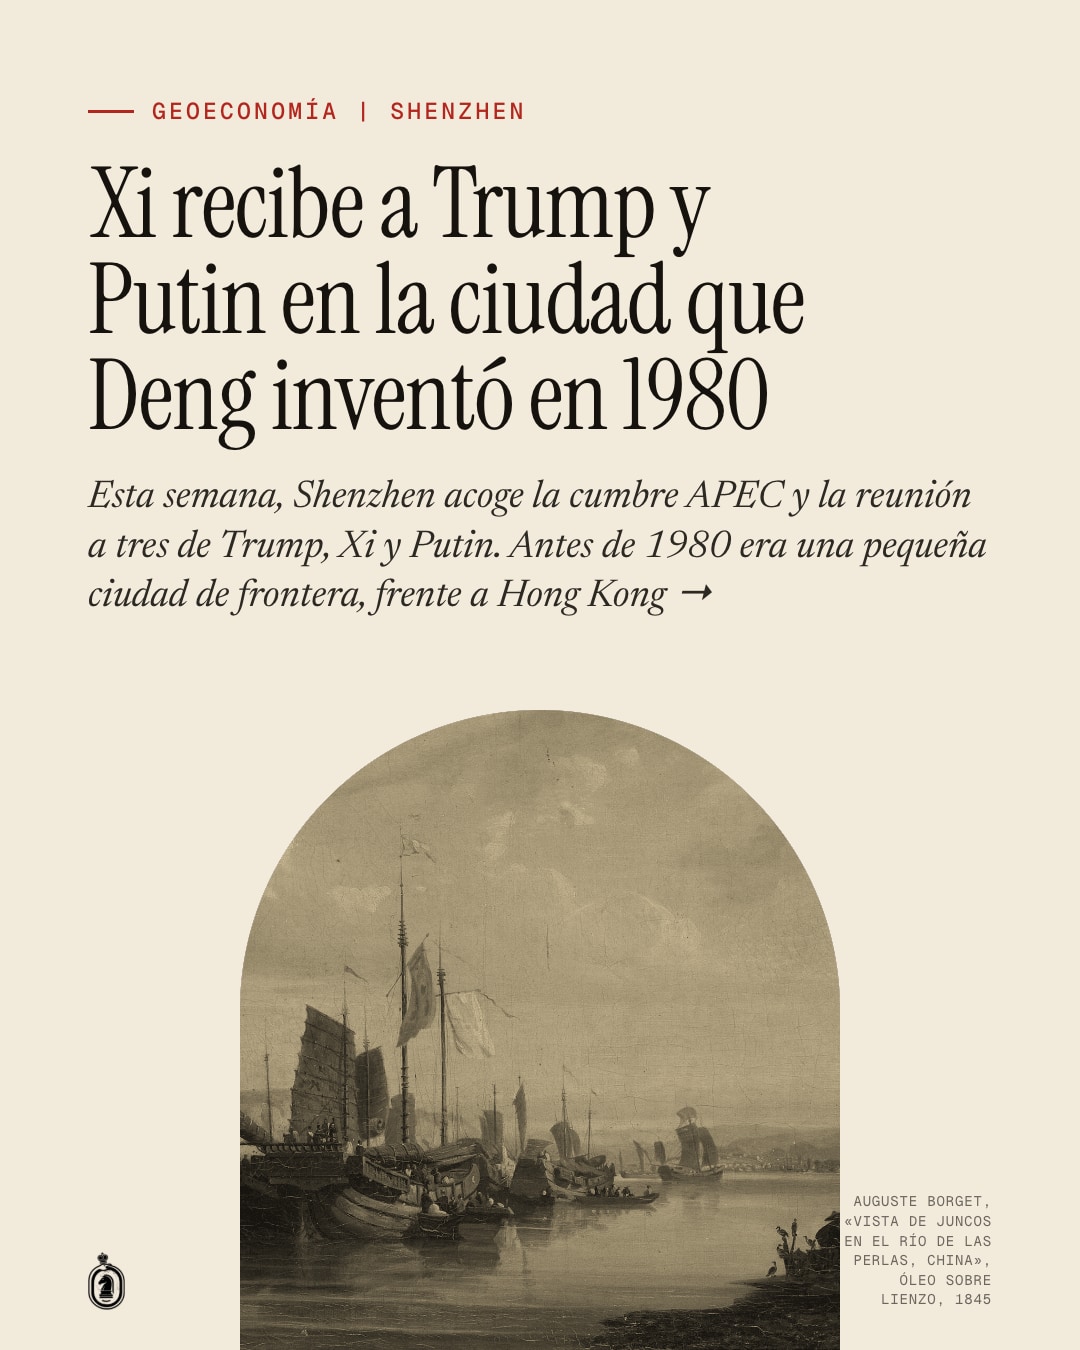 GEOECONOMÍA | SHENZHEN
Xi recibe a Trump y
Putin en la ciudad que
Deng inventó en 1980
Esta semana, Shenzhen acoge la cumbre APEC y la reunión
a tres de Trump, Xi y Putin. Antes de 1980 era una pequeña
ciudad de frontera, frente a Hong Kong →
AUGUSTE BORGET,
«VISTA DE JUNCOS
EN EL RÍO DE LAS
PERLAS, CHINA»,
ÓLEO SOBRE
LIENZO, 1845